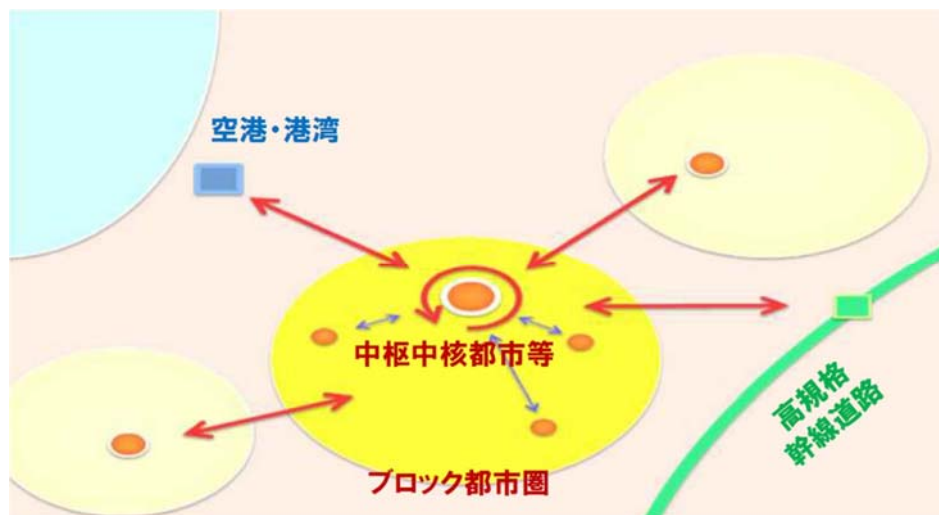 空港・港湾
中枢中核都市等
高規格
幹線道路
ブロック都市圏